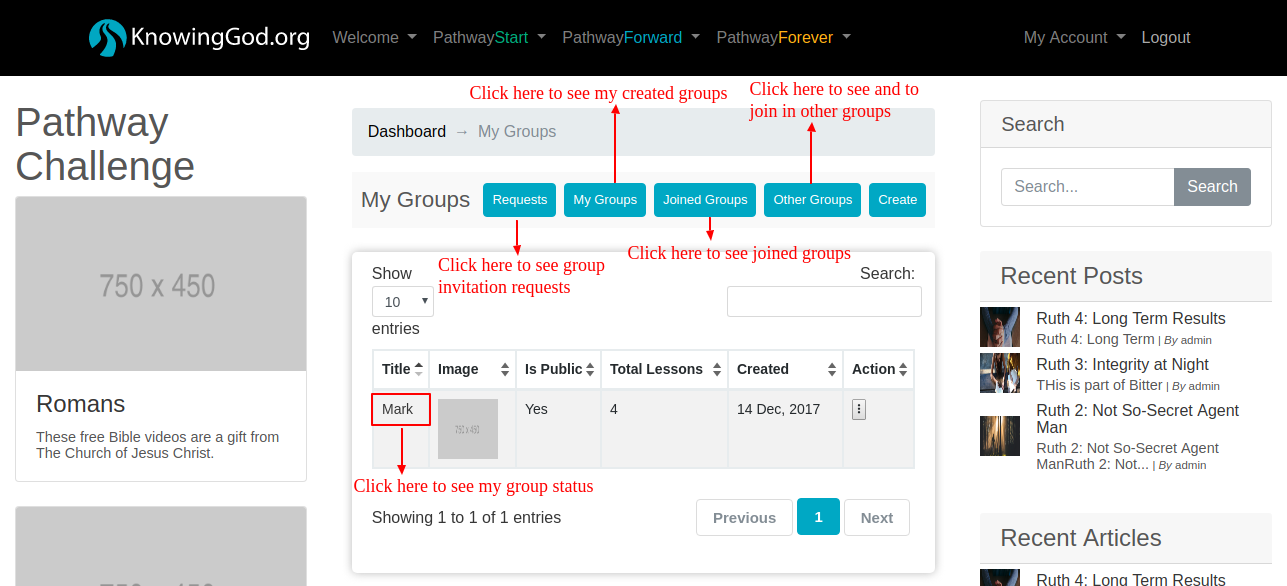 KnowingGod.org
Welcome
PathwayStart
PathwayForward
PathwayForever
My Account
Logout
Pathway
Challenge
750 x 450
Romans
These free Bible videos are a gift from
The Church of Jesus Christ.
Click here to see my created groups
Click here to see and to
join in other groups
Dashboard → My Groups
My Groups
Requests
My Groups
Joined Groups
Other Groups
Create
Click here to see group
invitation requests
Click here to see joined groups
Show
10
entries
Search:
Title Image Is Public Total Lessons Created Action
Mark 750 x 450 Yes 4 14 Dec, 2017
Click here to see my group status
Showing 1 to 1 of 1 entries
Previous 1 Next
Search
Search...
Search
Recent Posts
Ruth 4: Long Term Results
Ruth 4: Long Term | By admin
Ruth 3: Integrity at Night
THis is part of Bitter | By admin
Ruth 2: Not So-Secret Agent
Man
Ruth 2: Not So-Secret Agent
ManRuth 2: Not... | By admin
Recent Articles
Ruth 4: Long Term Results